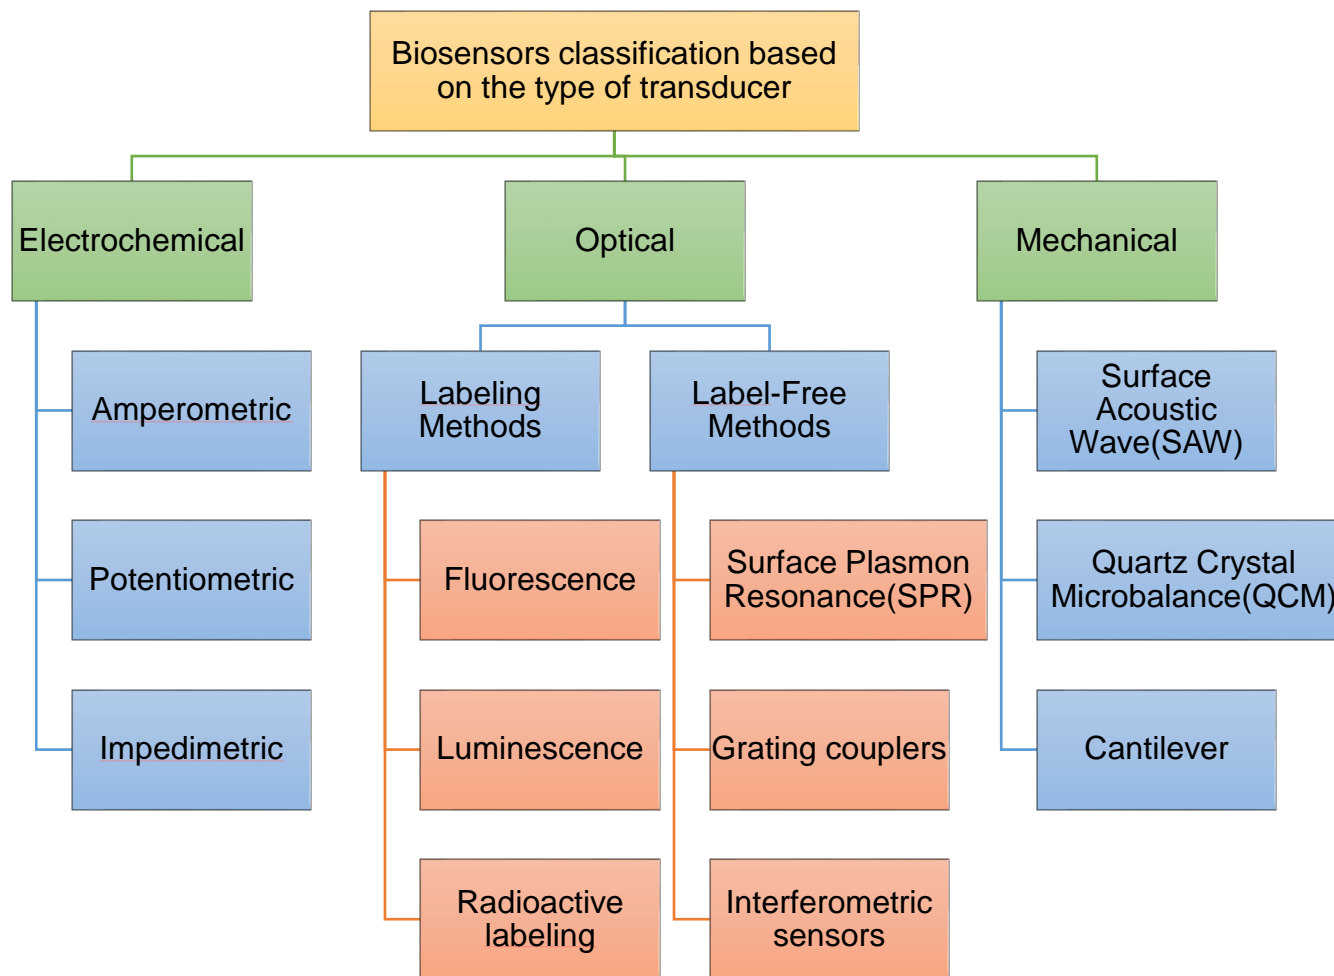 Biosensors classification based
on the type of transducer
Electrochemical
Optical
Mechanical
Amperometric
Labeling
Methods
Label-Free
Methods
Surface
Acoustic
Wave(SAW)
Potentiometric
Fluorescence
Surface Plasmon
Resonance(SPR)
Quartz Crystal
Microbalance(QCM)
Impedimetric
Luminescence
Grating couplers
Cantilever
Radioactive
labeling
Interferometric
sensors